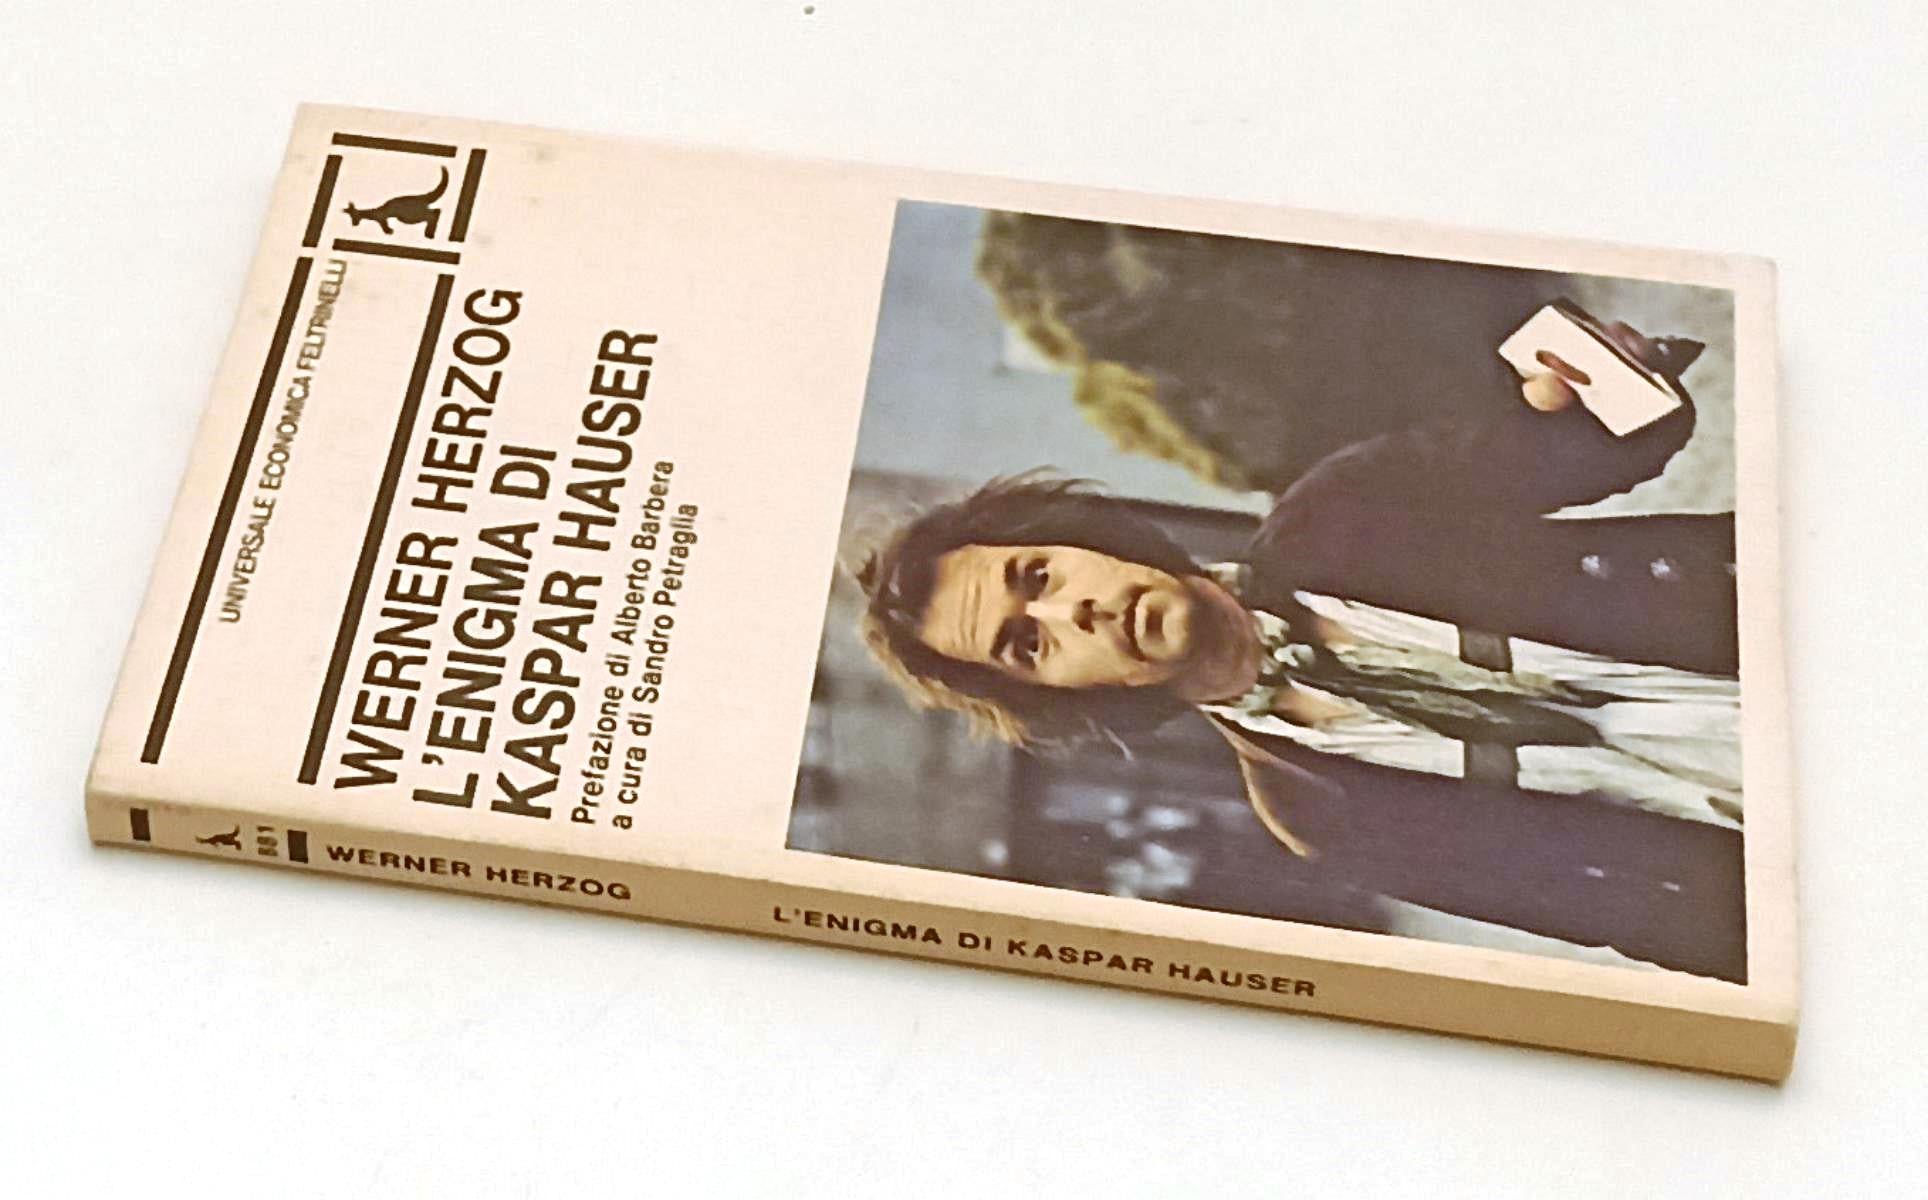 UNIVERSALE ECONOMICA FELTRINELLI
WERNER HERZOG
L'ENIGMA DI
KASPAR HAUSER
Prefazione di Alberto Barbera
a cura di Sandro Petraglia
881
WERNER HERZOG
L'ENIGMA DI KASPAR HAUSER